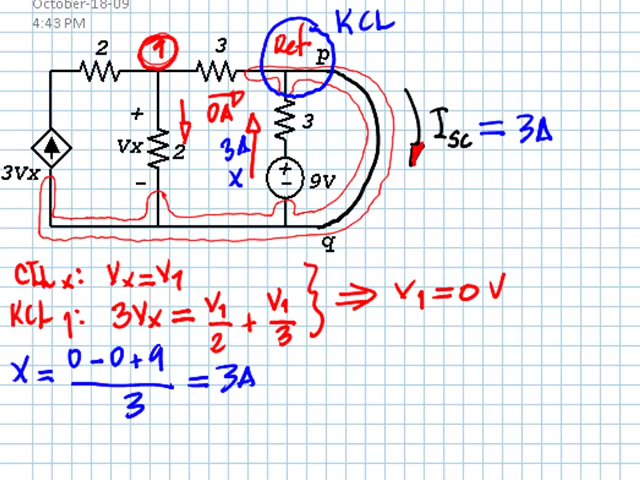 October-18-09
4:43 PM
KCL
2
1
3
Ref
p
+
0A
3
Vx
2
3A
ISC = 3A
3Vx
-
X
+
-
9V
q
CTLx: Vx=V1
KCL 1: 3Vx = V1/2 + V1/3 } ⇒ V1 = 0 V
X = (0-0+9)/3 = 3A